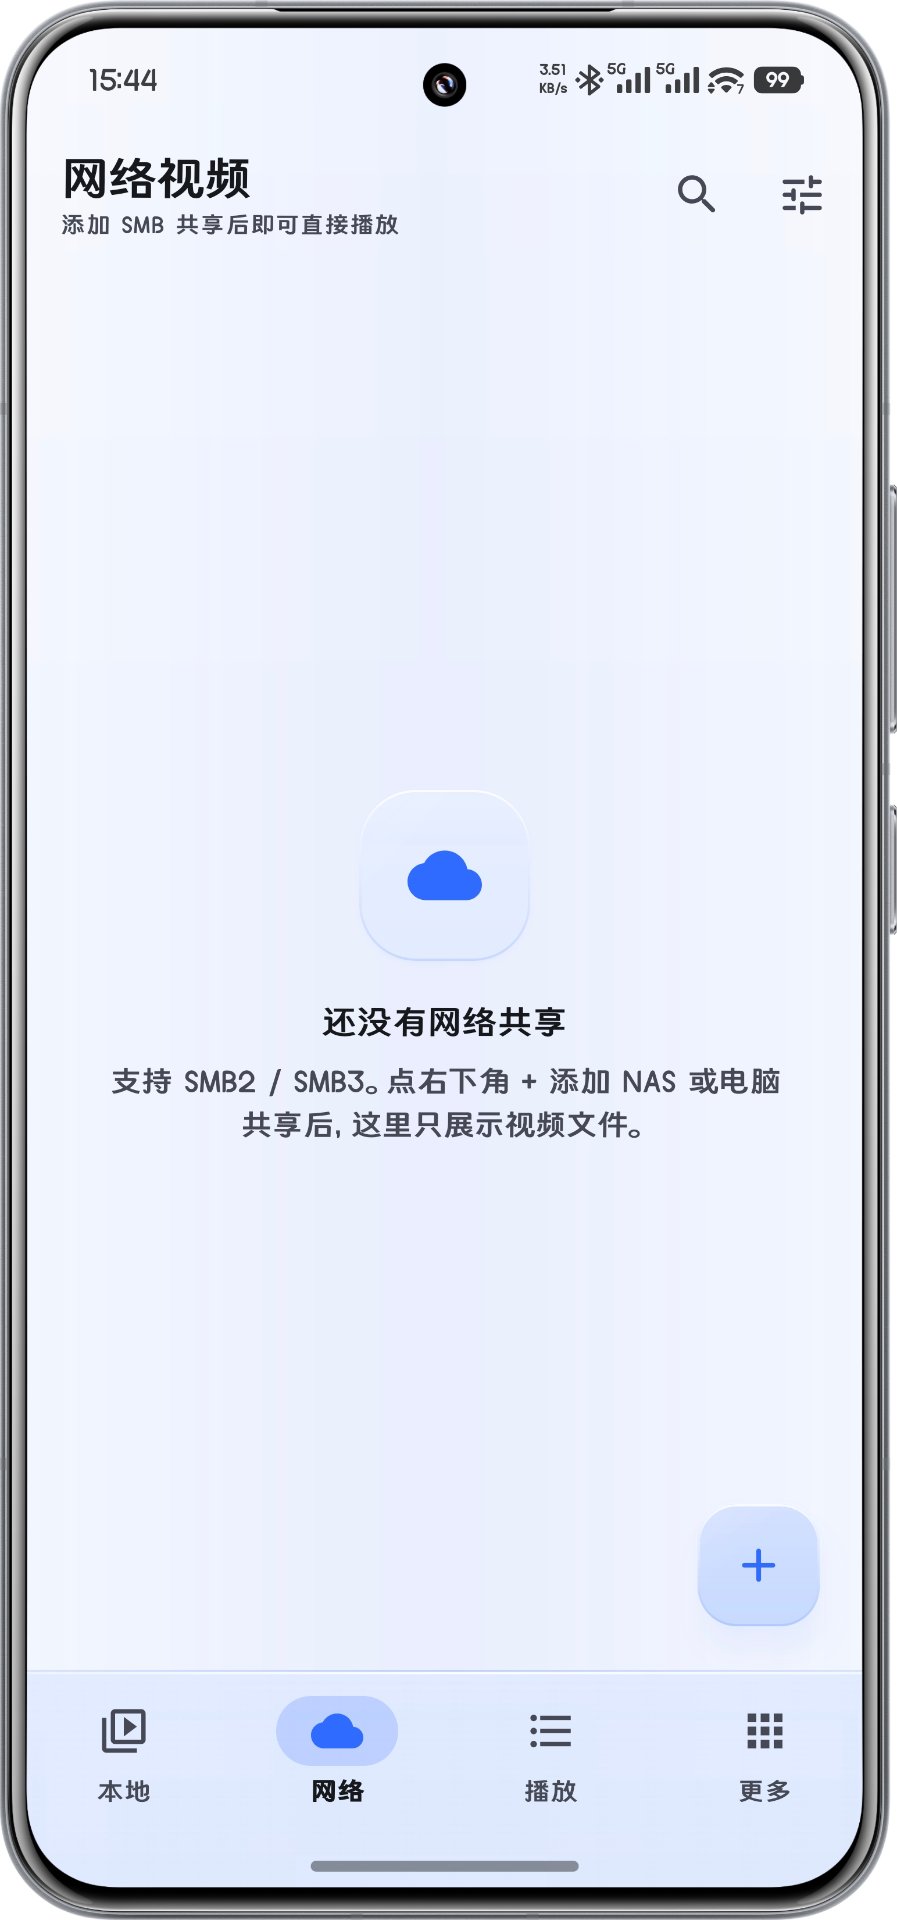 15:44
3.51 KB/s 5G 5G 7 99
网络视频
添加 SMB 共享后即可直接播放
还没有网络共享
支持 SMB2 / SMB3。点右下角 + 添加 NAS 或电脑
共享后, 这里只展示视频文件。
本地 网络 播放 更多